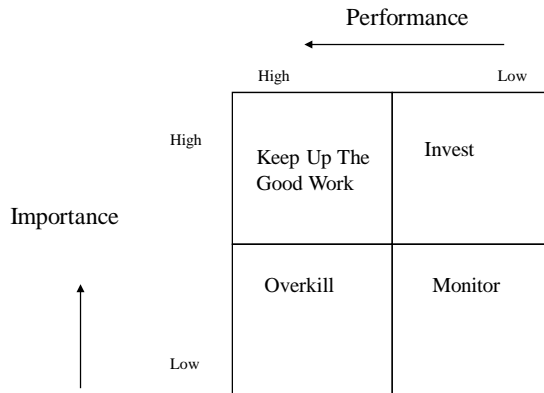 Performance
High
Low
High
Keep Up The
Good Work
Invest
Importance
Overkill
Monitor
Low